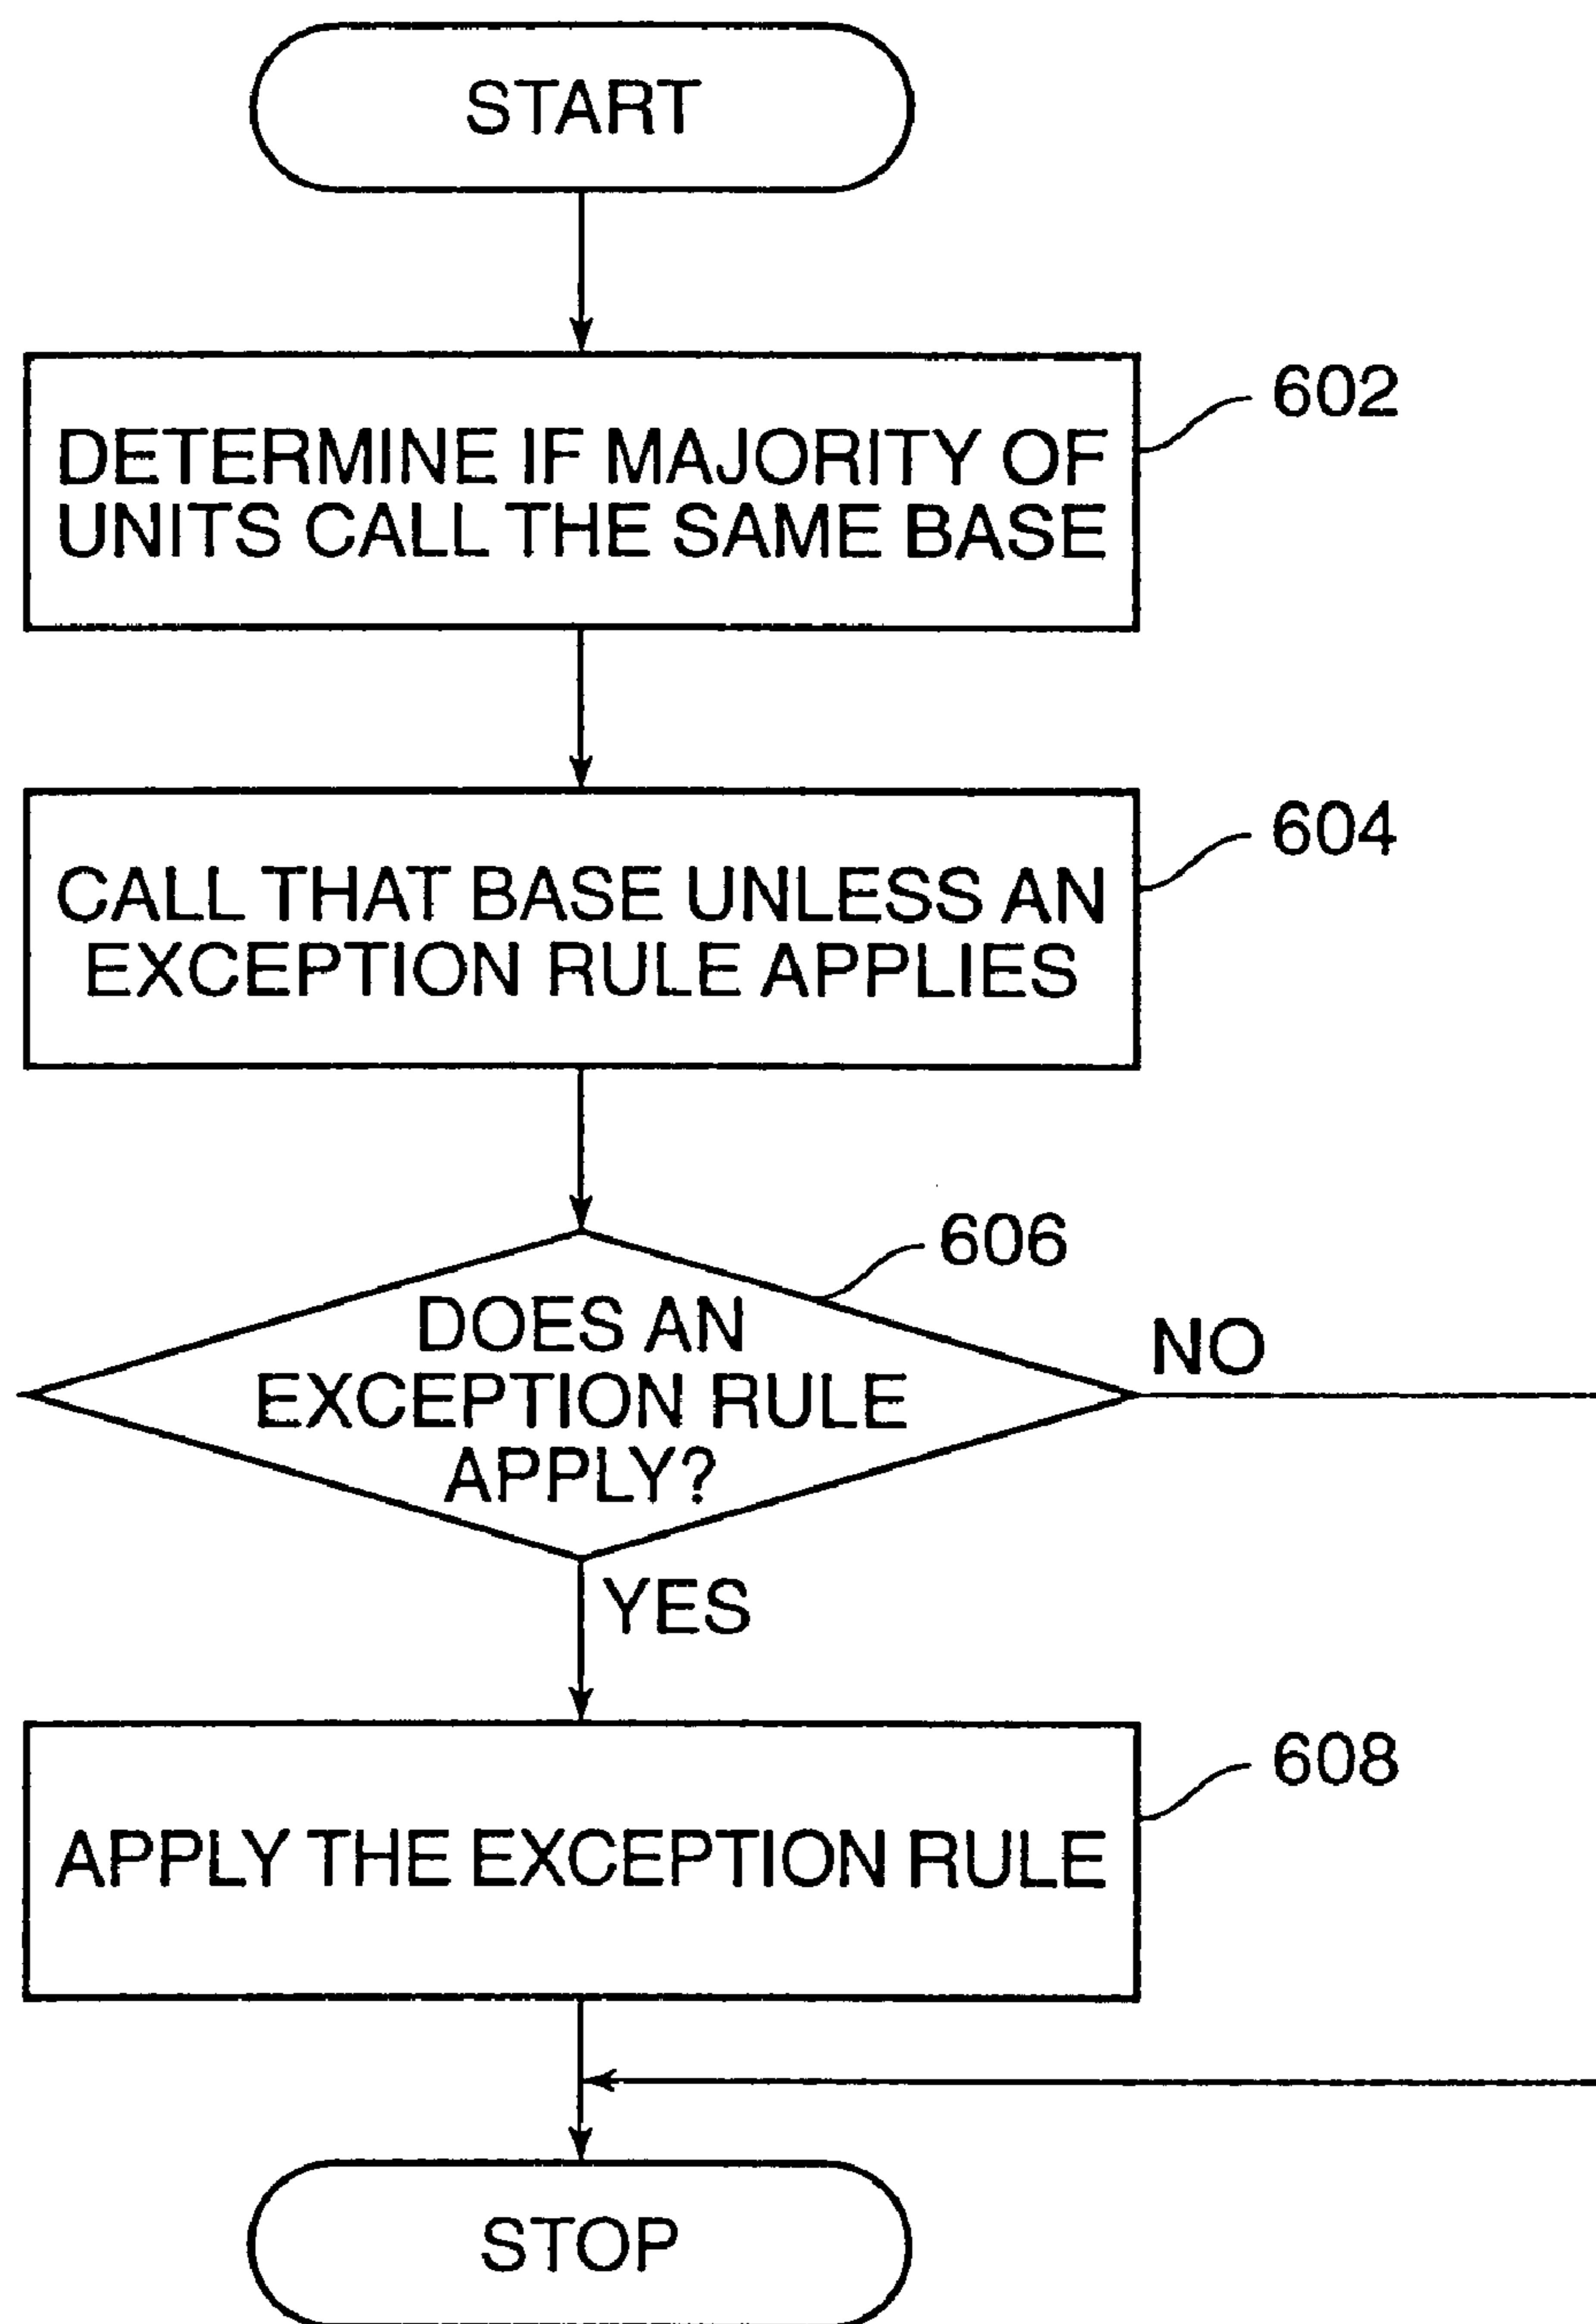 START
602
DETERMINE IF MAJORITY OF
UNITS CALL THE SAME BASE
604
CALL THAT BASE UNLESS AN
EXCEPTION RULE APPLIES
606
DOES AN
EXCEPTION RULE
APPLY?
NO
YES
608
APPLY THE EXCEPTION RULE
STOP